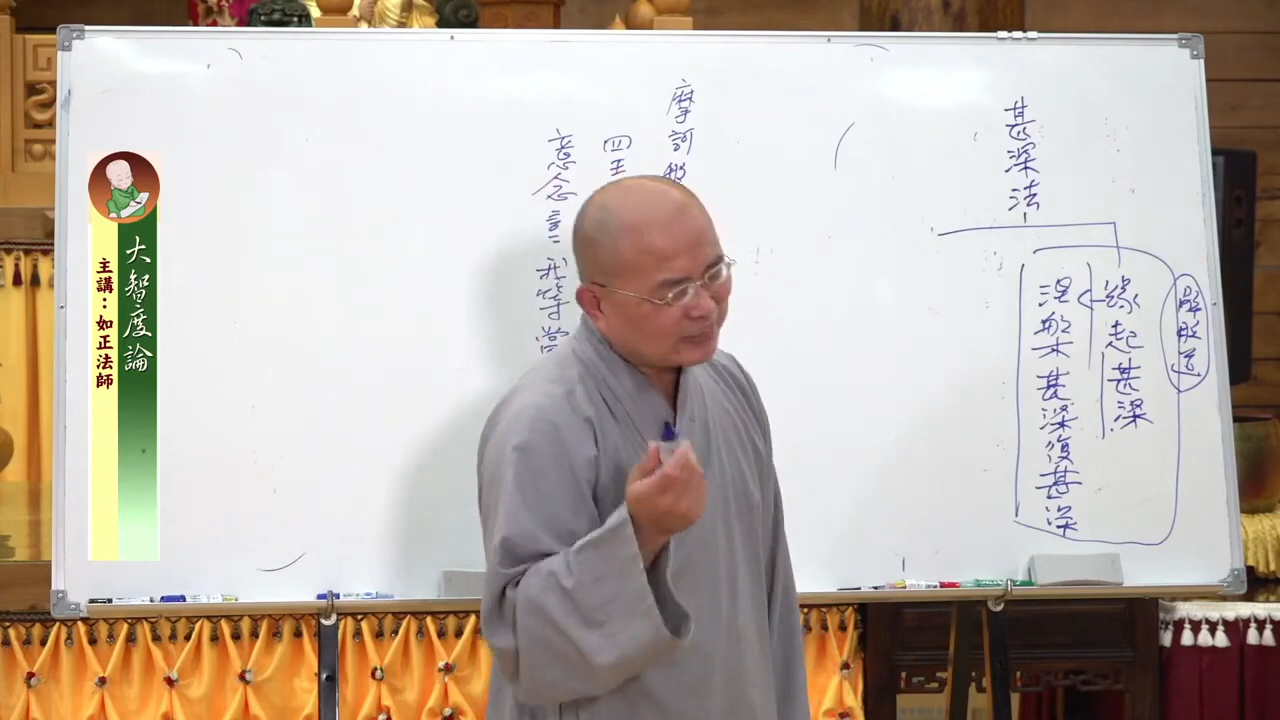 甚深法
解脫道
緣起甚深
涅槃甚深復甚深
摩訶般
四王
意念言我等當
大智度論
主講：如正法師